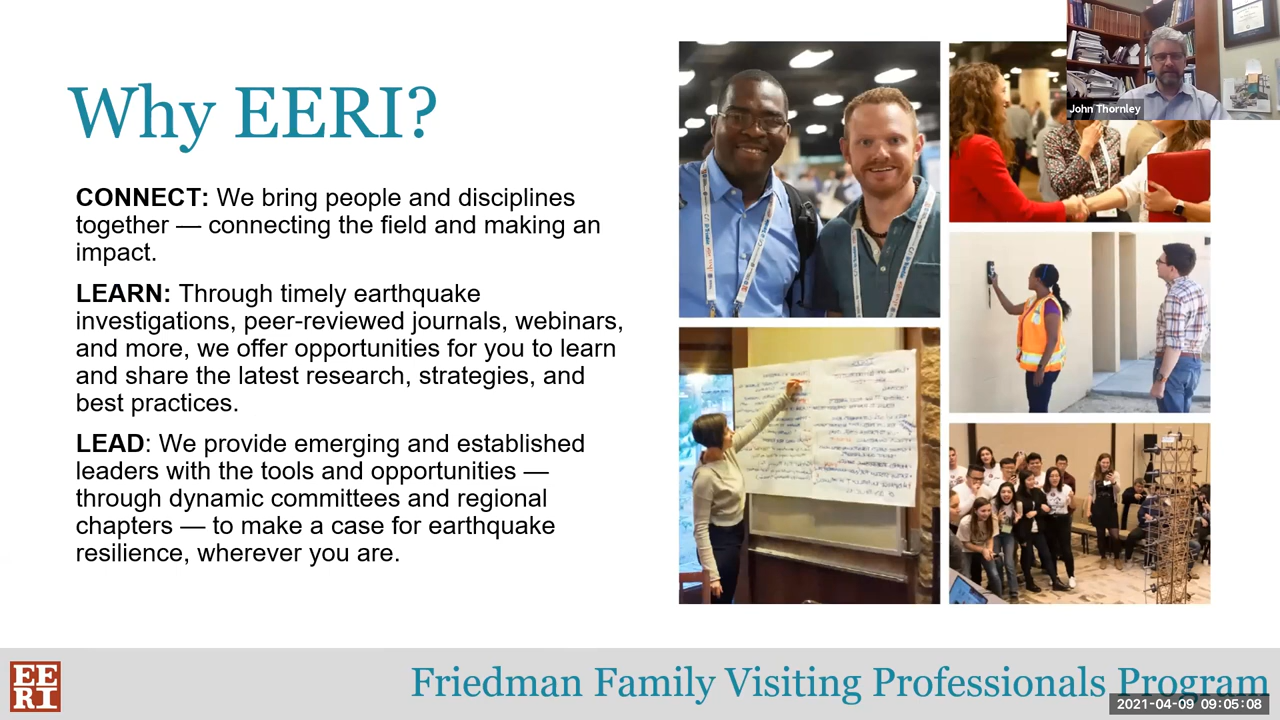 John Thornley
Why EERI?
CONNECT: We bring people and disciplines
together — connecting the field and making an
impact.
LEARN: Through timely earthquake
investigations, peer-reviewed journals, webinars,
and more, we offer opportunities for you to learn
and share the latest research, strategies, and
best practices.
LEAD: We provide emerging and established
leaders with the tools and opportunities —
through dynamic committees and regional
chapters — to make a case for earthquake
resilience, wherever you are.
EE
RI
Friedman Family Visiting Professionals Program
2021-04-09 09:05:08